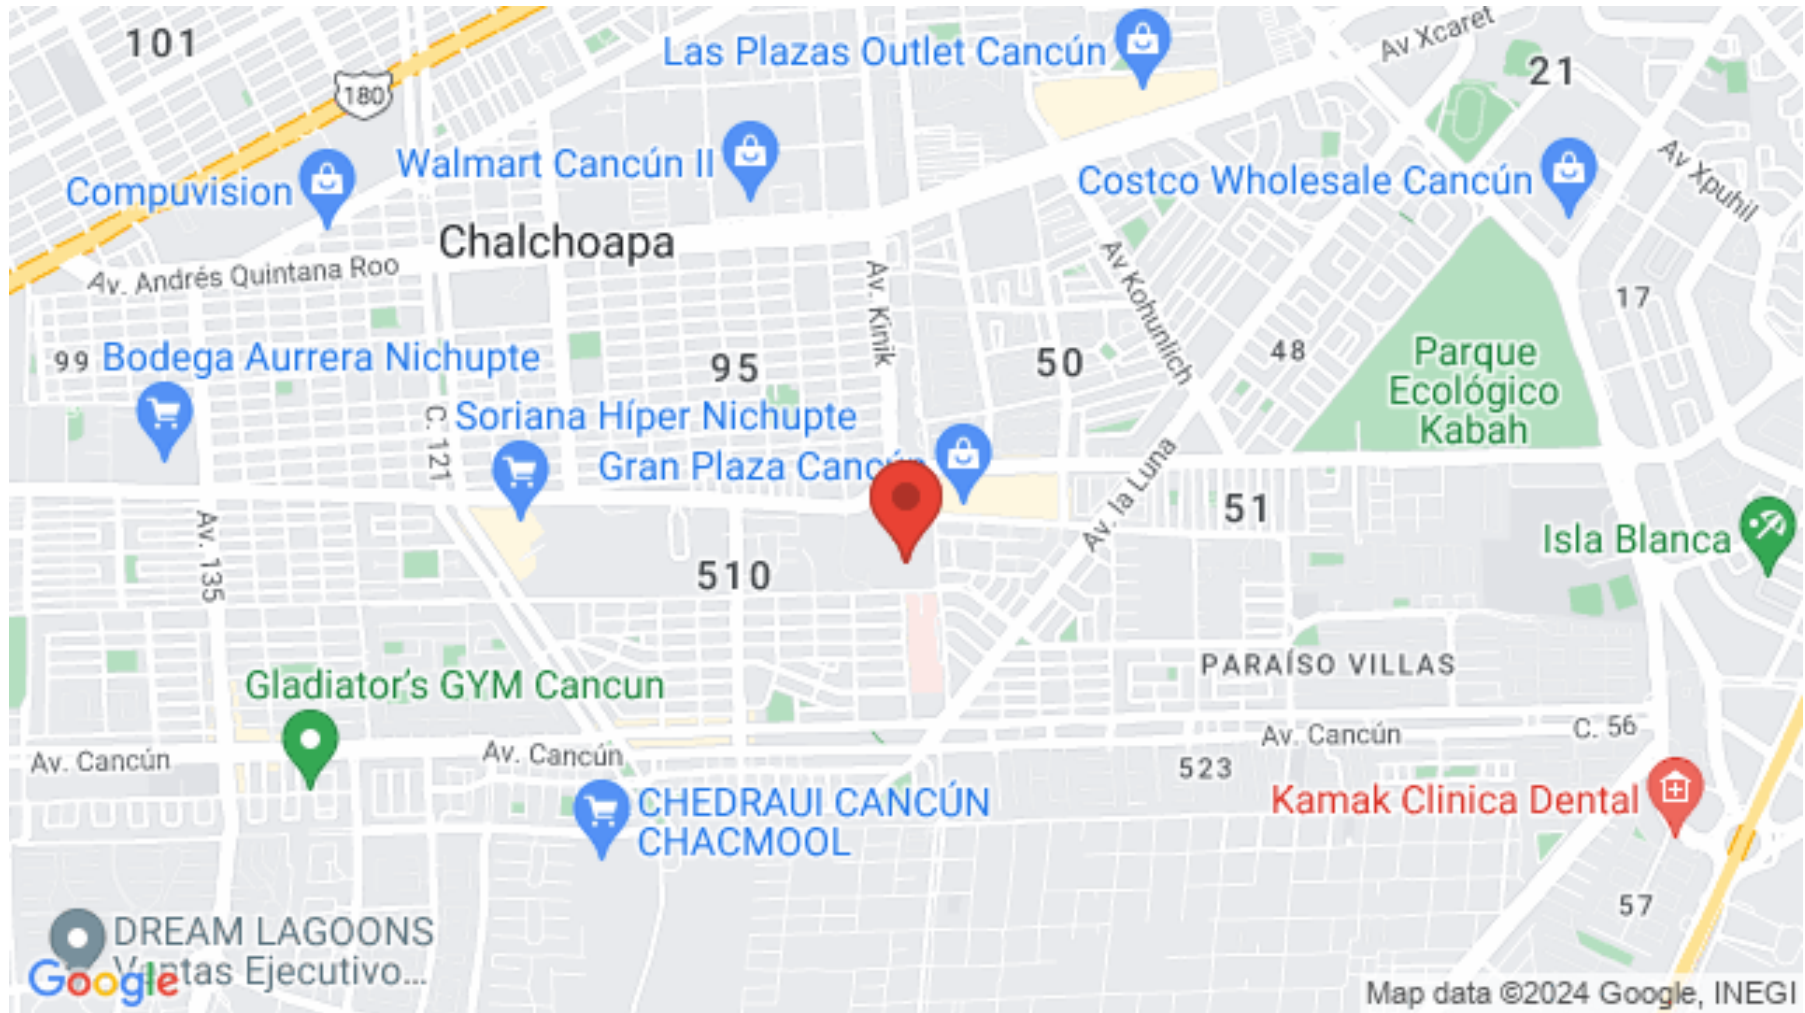 101
Las Plazas Outlet Cancún
Av Xcaret
21
180
Walmart Cancún II
Compuvision
Costco Wholesale Cancún
Av Xpuhil
Chalchoapa
Av. Andrés Quintana Roo
Av. Kinik
Av Kohunlich
17
99
Bodega Aurrera Nichupte
95
50
48
Parque
Ecológico
Kabah
C. 121
Soriana Híper Nichupte
Gran Plaza Cancún
Av. la Luna
51
Av. 135
Isla Blanca
510
PARAÍSO VILLAS
Gladiator's GYM Cancun
Av. Cancún
Av. Cancún
Av. Cancún
C. 56
523
CHEDRAUI CANCÚN
CHACMOOL
Kamak Clinica Dental
57
DREAM LAGOONS
Ventas Ejecutivo...
Google
Map data ©2024 Google, INEGI